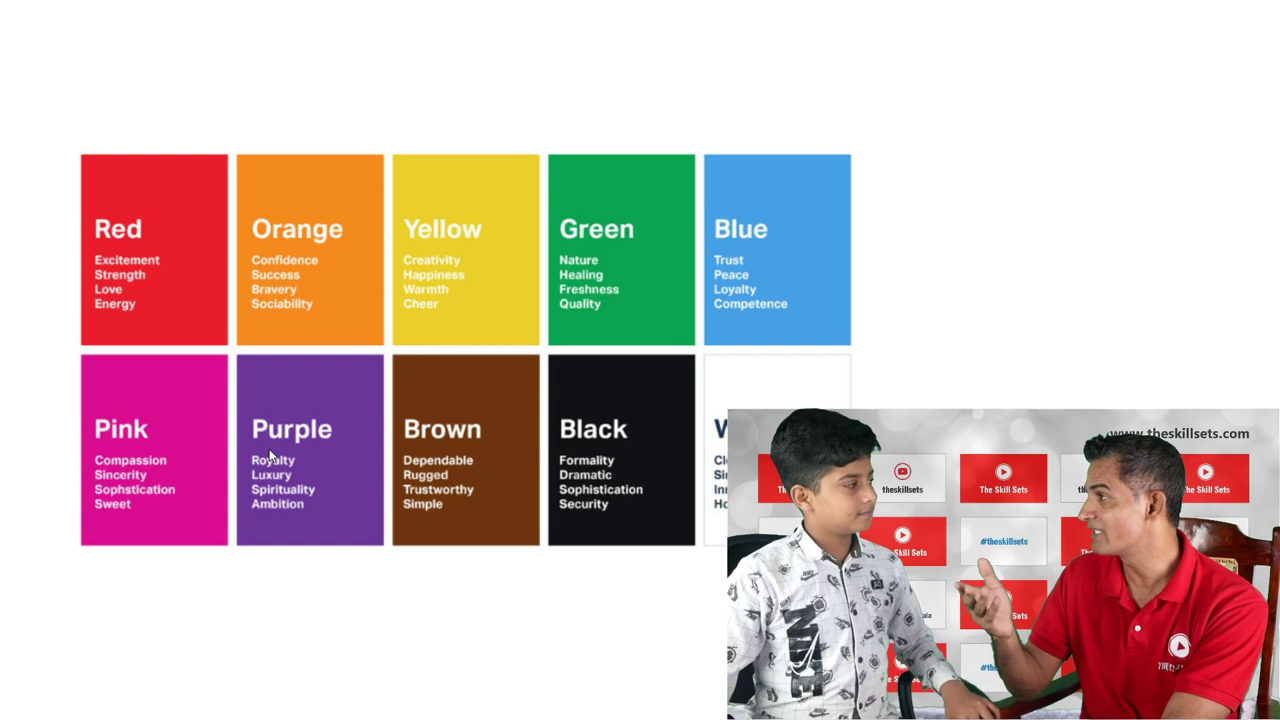 Red
Excitement
Strength
Love
Energy
Orange
Confidence
Success
Bravery
Sociability
Yellow
Creativity
Happiness
Warmth
Cheer
Green
Nature
Healing
Freshness
Quality
Blue
Trust
Peace
Loyalty
Competence
Pink
Compassion
Sincerity
Sophstication
Sweet
Purple
Royalty
Luxury
Spirituality
Ambition
Brown
Dependable
Rugged
Trustworthy
Simple
Black
Formality
Dramatic
Sophistication
Security
www.theskillsets.com
theskillsets
The Skill Sets
Skill Sets
#theskillsets
Sets
NIKE